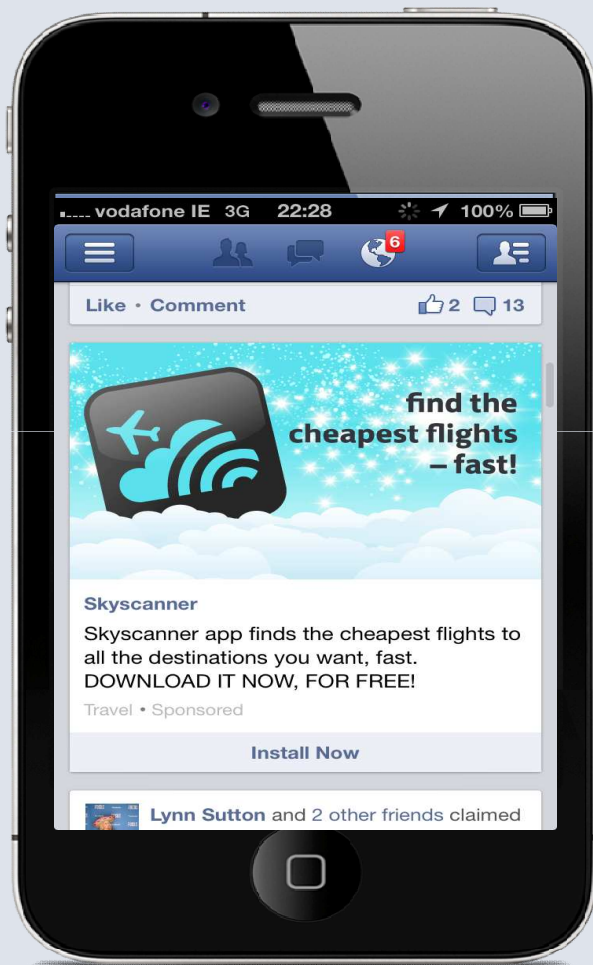 vodafone IE 3G 22:28 100%
6
Like • Comment 2 13
find the
cheapest flights
– fast!
Skyscanner
Skyscanner app finds the cheapest flights to
all the destinations you want, fast.
DOWNLOAD IT NOW, FOR FREE!
Travel • Sponsored
Install Now
Lynn Sutton and 2 other friends claimed